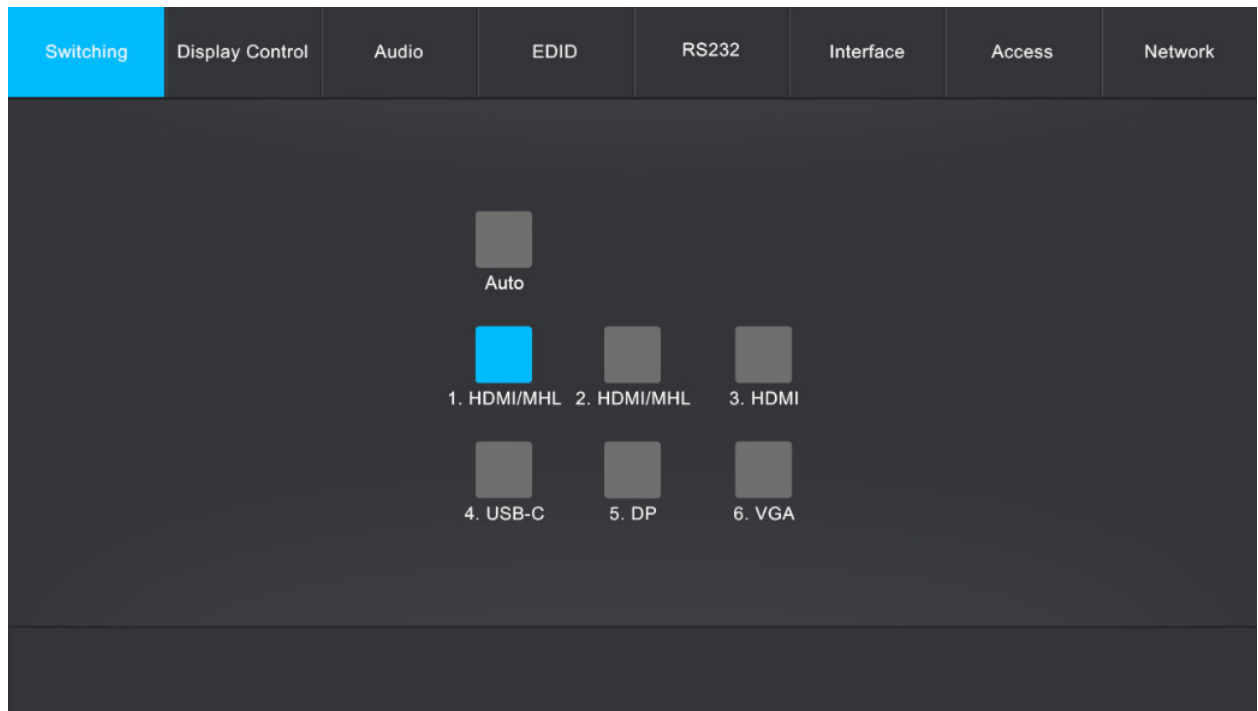 Switching Display Control Audio EDID RS232 Interface Access Network
Auto
1. HDMI/MHL 2. HDMI/MHL 3. HDMI
4. USB-C 5. DP 6. VGA